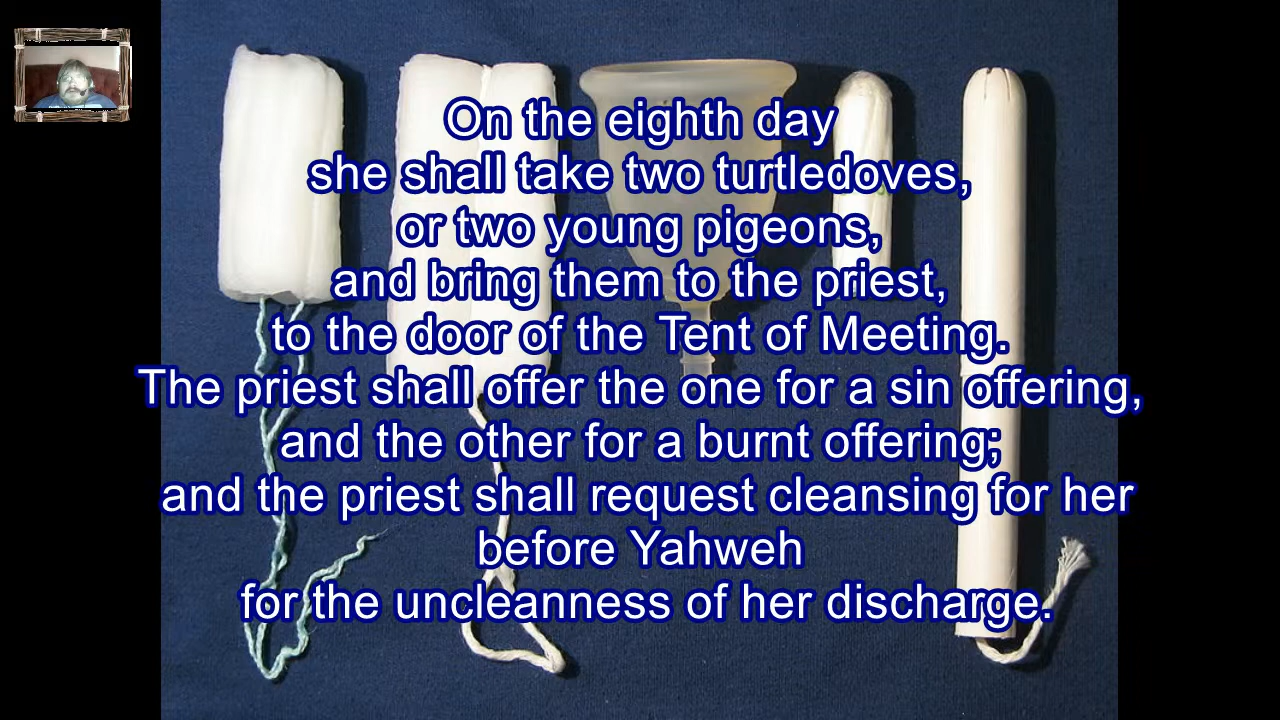 On the eighth day
she shall take two turtledoves,
or two young pigeons,
and bring them to the priest,
to the door of the Tent of Meeting.
The priest shall offer the one for a sin offering,
and the other for a burnt offering;
and the priest shall request cleansing for her
before Yahweh
for the uncleanness of her discharge.